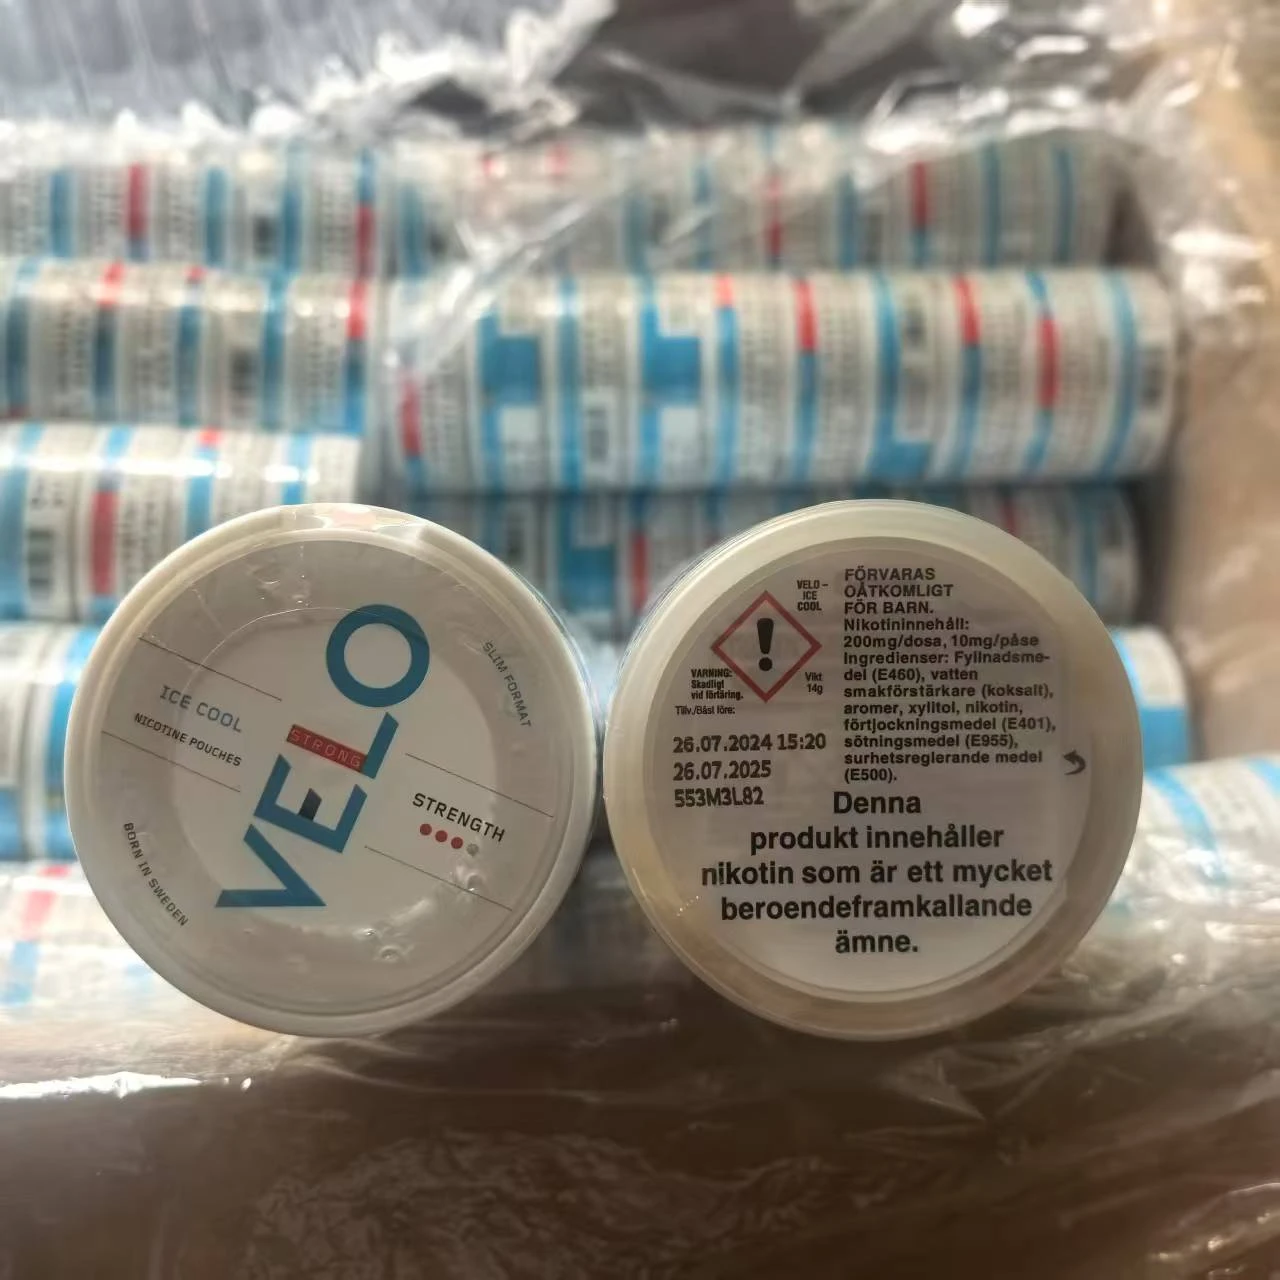 ICE COOL
NICOTINE POUCHES
VELO
STRONG
SLIM FORMAT
STRENGTH
BORN IN SWEDEN
VELO –
ICE
COOL
VARNING:
Skadligt
vid förtäring.
Vikt
14g
Tillv./Bäst före:
26.07.2024 15:20
26.07.2025
553M3L82
FÖRVARAS
OÅTKOMLIGT
FÖR BARN.
Nikotininnehåll:
200mg/dosa, 10mg/påse
Ingredienser: Fyllnadsme-
del (E460), vatten
smakförstärkare (koksalt),
aromer, xylitol, nikotin,
förtjockningsmedel (E401),
sötningsmedel (E955),
surhetsreglerande medel
(E500).
Denna
produkt innehåller
nikotin som är ett mycket
beroendeframkallande
ämne.